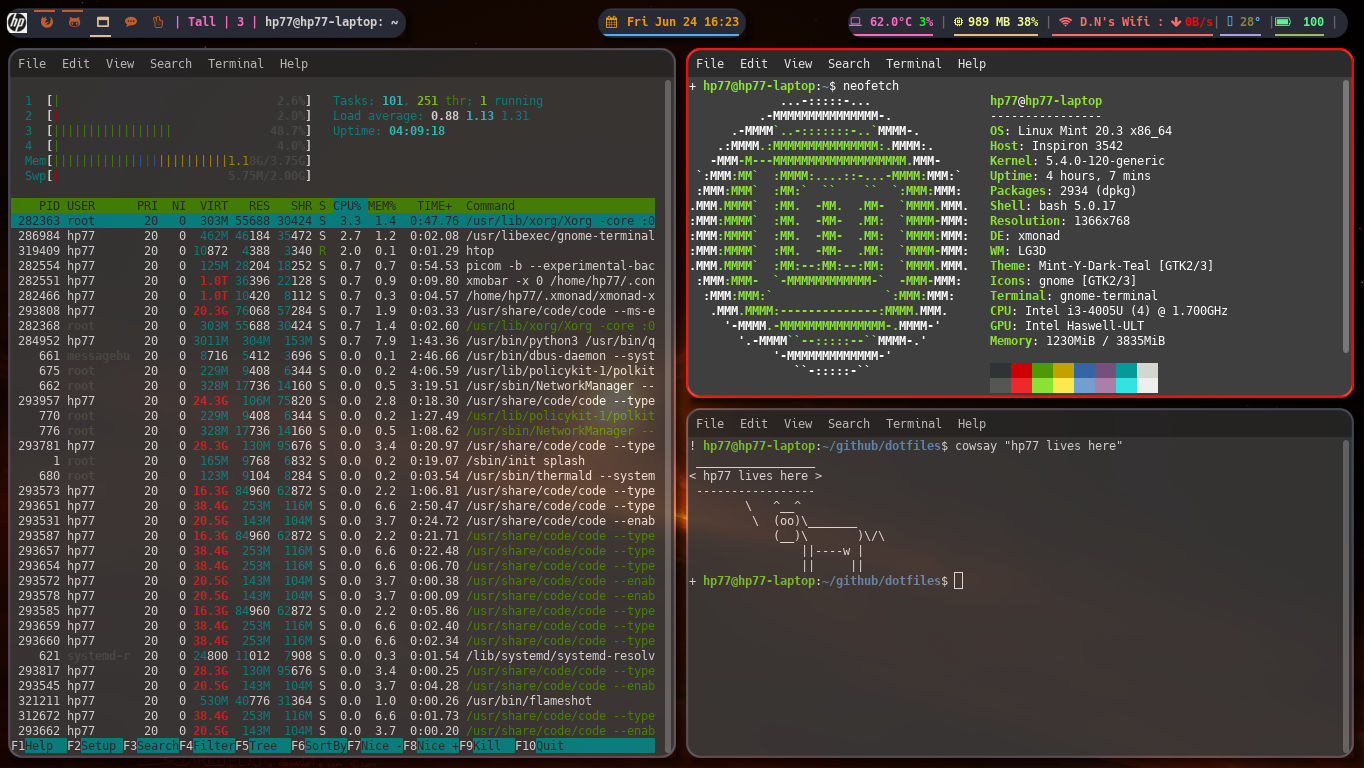 hp | Tall | 3 | hp77@hp77-laptop: ~
Fri Jun 24 16:23
62.0°C 3% | 989 MB 38% | D.N's Wifi : 0B/s | 28° | 100 |
File Edit View Search Terminal Help
1 [| 2.6%] Tasks: 101, 251 thr; 1 running
2 [| 2.0%] Load average: 0.88 1.13 1.31
3 [||||||||||||||||| 48.7%] Uptime: 04:09:18
4 [| 4.0%]
Mem[|||||||||||||||||||||||||1.18G/3.75G]
Swp[| 5.75M/2.00G]
PID USER PRI NI VIRT RES SHR S CPU% MEM% TIME+ Command
282363 root 20 0 303M 55688 30424 S 3.3 1.4 0:47.76 /usr/lib/xorg/Xorg -core :0
286984 hp77 20 0 462M 46184 35472 S 2.7 1.2 0:02.08 /usr/libexec/gnome-terminal
319409 hp77 20 0 10872 4388 3340 R 2.0 0.1 0:01.29 htop
282554 hp77 20 0 125M 28204 18252 S 0.7 0.7 0:54.53 picom -b --experimental-bac
282551 hp77 20 0 1.0T 36396 22128 S 0.7 0.9 0:09.80 xmobar -x 0 /home/hp77/.con
282466 hp77 20 0 1.0T 10420 8112 S 0.7 0.3 0:04.57 /home/hp77/.xmonad/xmonad-x
293808 hp77 20 0 20.3G 76068 57284 S 0.7 1.9 0:03.33 /usr/share/code/code --ms-e
282368 root 20 0 303M 55688 30424 S 0.7 1.4 0:02.60 /usr/lib/xorg/Xorg -core :0
284952 hp77 20 0 3011M 304M 153M S 0.7 7.9 1:43.36 /usr/bin/python3 /usr/bin/q
661 messagebu 20 0 8716 5412 3696 S 0.0 0.1 2:46.66 /usr/bin/dbus-daemon --syst
675 root 20 0 229M 9408 6344 S 0.0 0.2 4:06.59 /usr/lib/policykit-1/polkit
662 root 20 0 328M 17736 14160 S 0.0 0.5 3:19.51 /usr/sbin/NetworkManager --
293957 hp77 20 0 24.3G 106M 75820 S 0.0 2.8 0:18.30 /usr/share/code/code --type
770 root 20 0 229M 9408 6344 S 0.0 0.2 1:27.49 /usr/lib/policykit-1/polkit
776 root 20 0 328M 17736 14160 S 0.0 0.5 1:08.62 /usr/sbin/NetworkManager --
293781 hp77 20 0 28.3G 130M 95676 S 0.0 3.4 0:20.97 /usr/share/code/code --type
1 root 20 0 165M 9768 6832 S 0.0 0.2 0:19.07 /sbin/init splash
680 root 20 0 123M 9104 8284 S 0.0 0.2 0:03.54 /usr/sbin/thermald --system
293573 hp77 20 0 16.3G 84960 62872 S 0.0 2.2 1:06.81 /usr/share/code/code --type
293651 hp77 20 0 38.4G 253M 116M S 0.0 6.6 2:50.47 /usr/share/code/code --type
293531 hp77 20 0 20.5G 143M 104M S 0.0 3.7 0:24.72 /usr/share/code/code --enab
293587 hp77 20 0 16.3G 84960 62872 S 0.0 2.2 0:21.71 /usr/share/code/code --type
293657 hp77 20 0 38.4G 253M 116M S 0.0 6.6 0:22.48 /usr/share/code/code --type
293654 hp77 20 0 38.4G 253M 116M S 0.0 6.6 0:06.70 /usr/share/code/code --type
293572 hp77 20 0 20.5G 143M 104M S 0.0 3.7 0:00.38 /usr/share/code/code --enab
293578 hp77 20 0 20.5G 143M 104M S 0.0 3.7 0:00.09 /usr/share/code/code --enab
293585 hp77 20 0 16.3G 84960 62872 S 0.0 2.2 0:05.86 /usr/share/code/code --type
293659 hp77 20 0 38.4G 253M 116M S 0.0 6.6 0:02.40 /usr/share/code/code --type
293660 hp77 20 0 38.4G 253M 116M S 0.0 6.6 0:02.34 /usr/share/code/code --type
621 systemd-r 20 0 24800 11012 7908 S 0.0 0.3 0:01.54 /lib/systemd/systemd-resolv
293817 hp77 20 0 28.3G 130M 95676 S 0.0 3.4 0:00.25 /usr/share/code/code --type
293545 hp77 20 0 20.5G 143M 104M S 0.0 3.7 0:04.28 /usr/share/code/code --enab
321211 hp77 20 0 530M 40776 31364 S 0.0 1.0 0:00.26 /usr/bin/flameshot
312672 hp77 20 0 38.4G 253M 116M S 0.0 6.6 0:01.73 /usr/share/code/code --type
293662 hp77 20 0 20.5G 143M 104M S 0.0 3.7 0:00.20 /usr/share/code/code --enab
F1Help F2Setup F3SearchF4FilterF5Tree F6SortByF7Nice -F8Nice +F9Kill F10Quit
File Edit View Search Terminal Help
+ hp77@hp77-laptop:~$ neofetch
hp77@hp77-laptop
----------------
OS: Linux Mint 20.3 x86_64
Host: Inspiron 3542
Kernel: 5.4.0-120-generic
Uptime: 4 hours, 7 mins
Packages: 2934 (dpkg)
Shell: bash 5.0.17
Resolution: 1366x768
DE: xmonad
WM: LG3D
Theme: Mint-Y-Dark-Teal [GTK2/3]
Icons: gnome [GTK2/3]
Terminal: gnome-terminal
CPU: Intel i3-4005U (4) @ 1.700GHz
GPU: Intel Haswell-ULT
Memory: 1230MiB / 3835MiB
File Edit View Search Terminal Help
! hp77@hp77-laptop:~/github/dotfiles$ cowsay "hp77 lives here"
< hp77 lives here >
+ hp77@hp77-laptop:~/github/dotfiles$